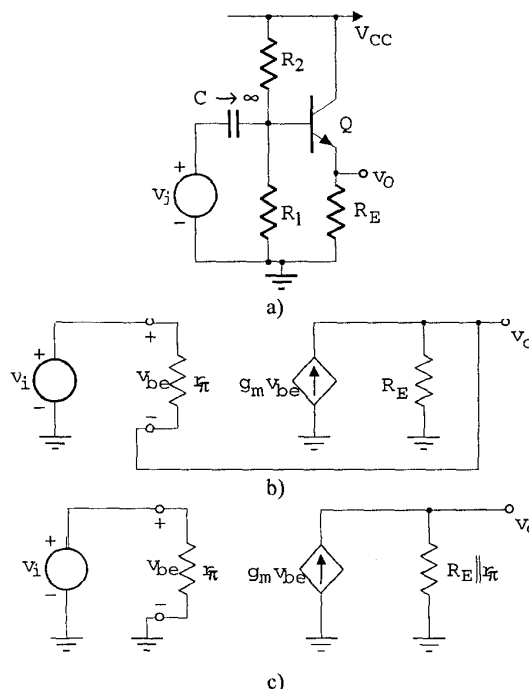 V_CC
R_2
C → ∞
Q
+
v_i
−
v_O
R_1
R_E
a)
v_o
+
+
v_i
v_be r_π
g_m v_be
R_E
−
−
b)
v_o
+
+
v_i
v_be r_π
g_m v_be
R_E‖r_π
−
−
c)